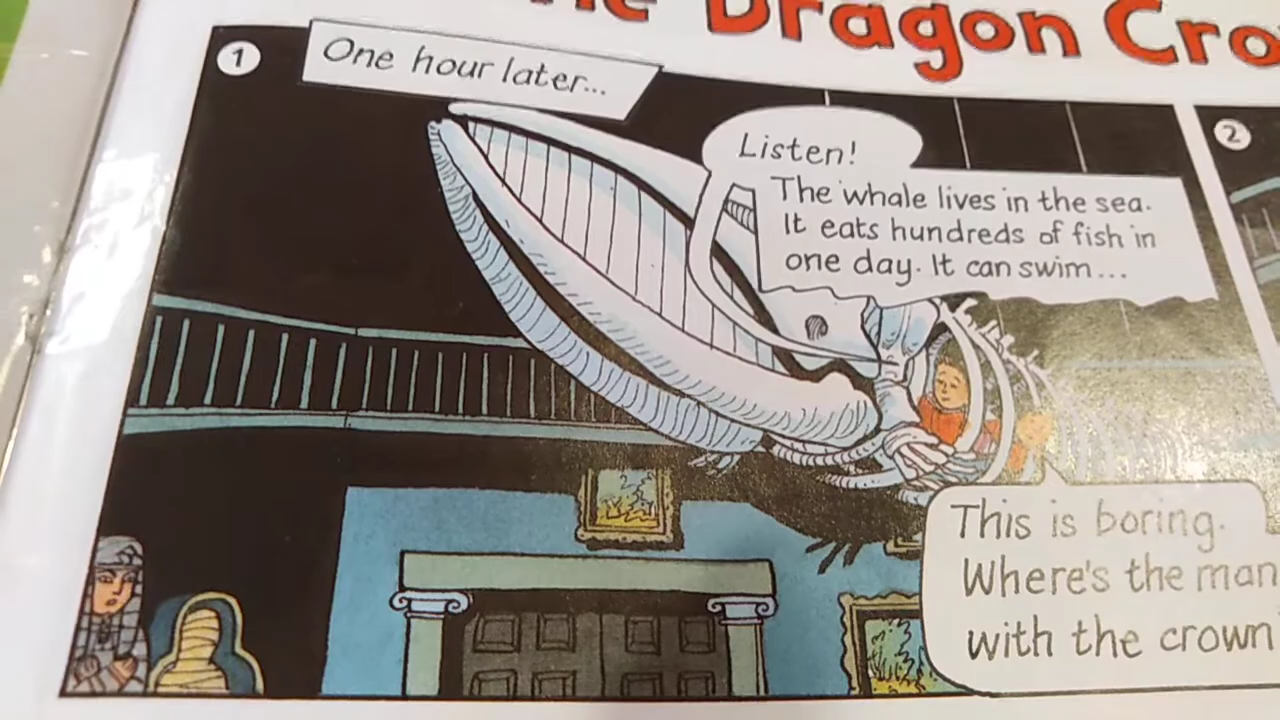 Dragon
1
One hour later...
Listen!
The whale lives in the sea.
It eats hundreds of fish in
one day. It can swim...
This is boring.
Where's the man
with the crown
2